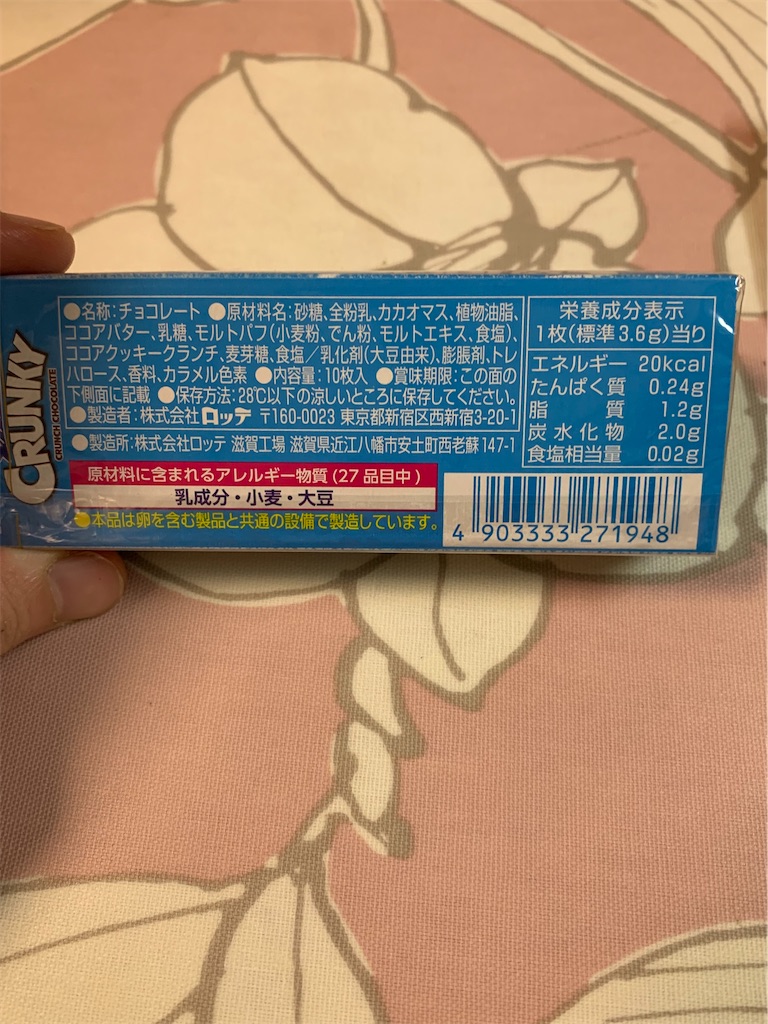 CRUNKY
CRUNCH CHOCOLATE
●名称:チョコレート ●原材料名:砂糖、全粉乳、カカオマス、植物油脂、
ココアバター、乳糖、モルトパフ(小麦粉、でん粉、モルトエキス、食塩)、
ココアクッキークランチ、麦芽糖、食塩／乳化剤(大豆由来)、膨脹剤、トレ
ハロース、香料、カラメル色素 ●内容量:10枚入 ●賞味期限:この面の
下側面に記載 ●保存方法:28℃以下の涼しいところに保存してください。
●製造者:株式会社ロッテ 〒160-0023 東京都新宿区西新宿3-20-1
●製造所:株式会社ロッテ 滋賀工場 滋賀県近江八幡市安土町西老蘇147-1
原材料に含まれるアレルギー物質(27品目中)
乳成分・小麦・大豆
●本品は卵を含む製品と共通の設備で製造しています。
栄養成分表示
1枚(標準3.6g)当り
エネルギー 20kcal
たんぱく質 0.24g
脂質 1.2g
炭水化物 2.0g
食塩相当量 0.02g
4 903333 271948